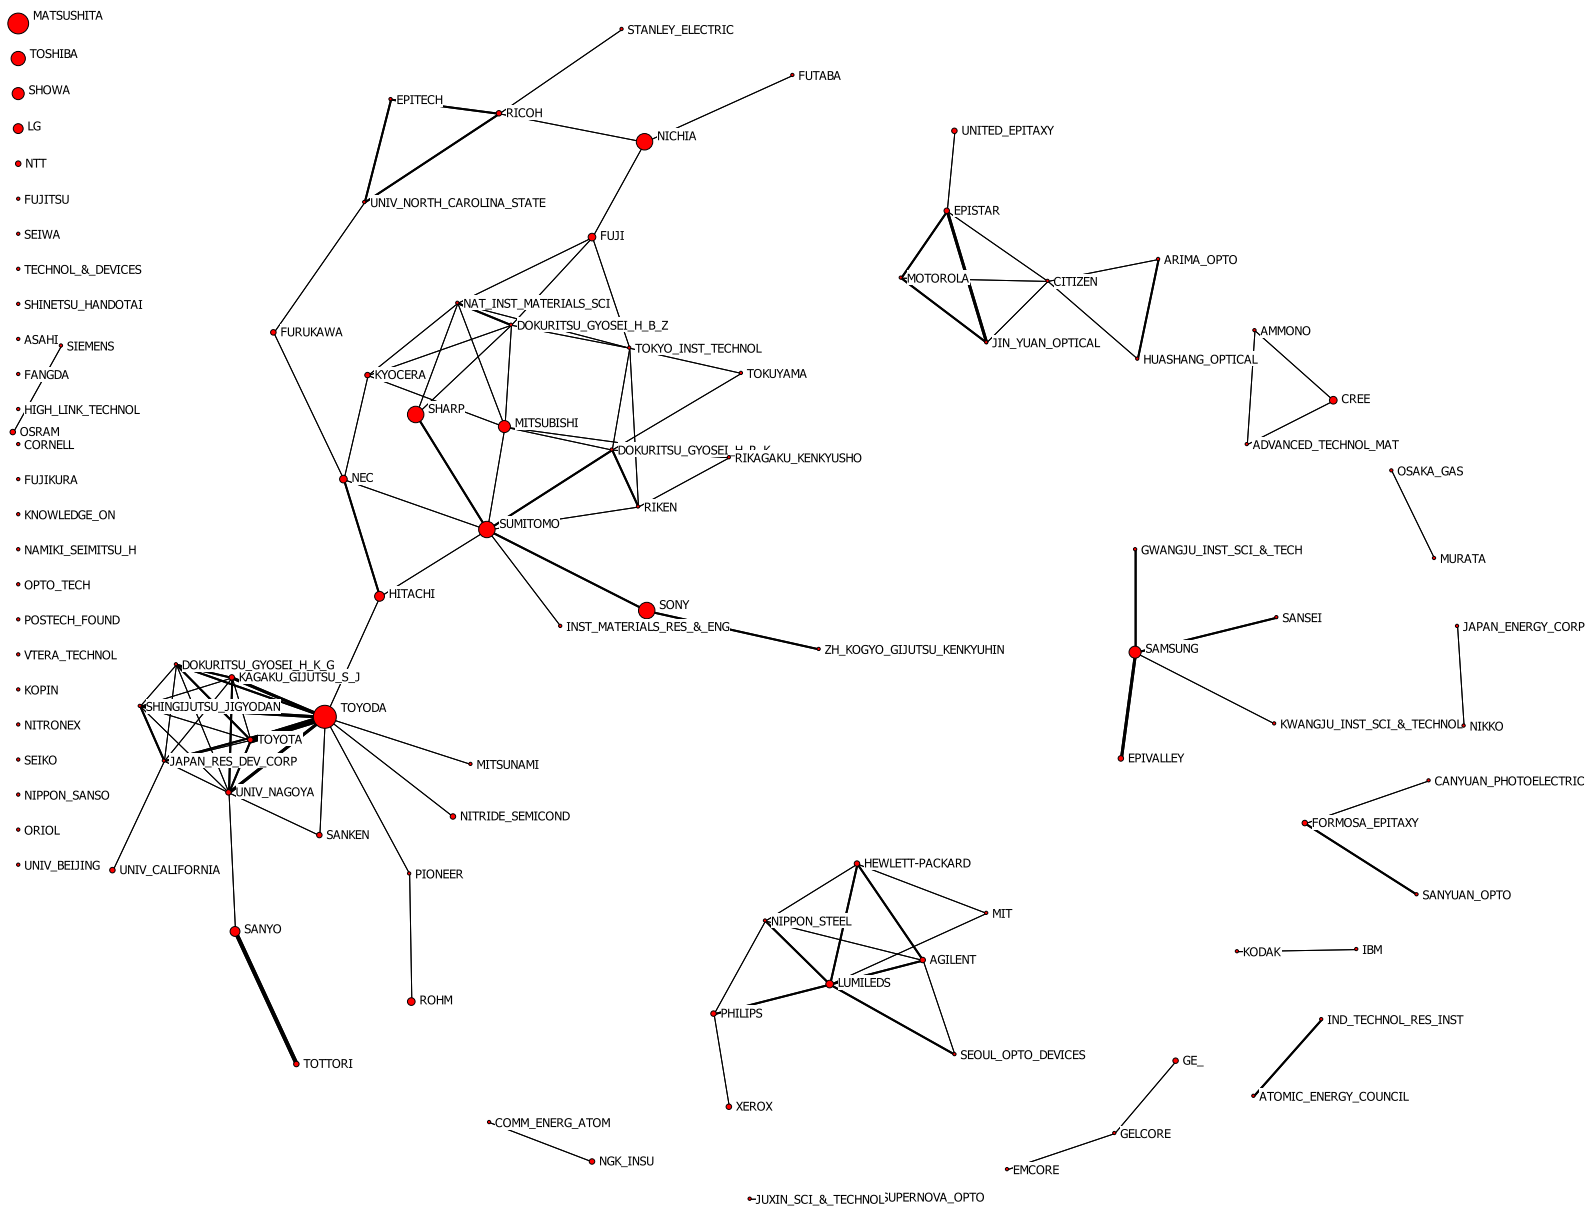 MATSUSHITA
TOSHIBA
SHOWA
LG
NTT
FUJITSU
SEIWA
TECHNOL_&_DEVICES
SHINETSU_HANDOTAI
ASAHI
SIEMENS
FANGDA
HIGH_LINK_TECHNOL
OSRAM
CORNELL
FUJIKURA
KNOWLEDGE_ON
NAMIKI_SEIMITSU_H
OPTO_TECH
POSTECH_FOUND
VTERA_TECHNOL
KOPIN
NITRONEX
SEIKO
NIPPON_SANSO
ORIOL
UNIV_BEIJING
STANLEY_ELECTRIC
FUTABA
EPITECH
RICOH
NICHIA
UNIV_NORTH_CAROLINA_STATE
FUJI
NAT_INST_MATERIALS_SCI
DOKURITSU_GYOSEI_H_B_Z
FURUKAWA
TOKYO_INST_TECHNOL
KYOCERA
TOKUYAMA
SHARP
MITSUBISHI
DOKURITSU_GYOSEI_H_B_K
RIKAGAKU_KENKYUSHO
NEC
RIKEN
SUMITOMO
HITACHI
SONY
INST_MATERIALS_RES_&_ENG
ZH_KOGYO_GIJUTSU_KENKYUHIN
DOKURITSU_GYOSEI_H_K_G
KAGAKU_GIJUTSU_S_J
SHINGIJUTSU_JIGYODAN
TOYODA
TOYOTA
JAPAN_RES_DEV_CORP
MITSUNAMI
UNIV_NAGOYA
NITRIDE_SEMICOND
SANKEN
UNIV_CALIFORNIA
PIONEER
SANYO
ROHM
TOTTORI
UNITED_EPITAXY
EPISTAR
ARIMA_OPTO
MOTOROLA
CITIZEN
JIN_YUAN_OPTICAL
HUASHANG_OPTICAL
AMMONO
CREE
ADVANCED_TECHNOL_MAT
OSAKA_GAS
MURATA
GWANGJU_INST_SCI_&_TECH
SANSEI
SAMSUNG
KWANGJU_INST_SCI_&_TECHNOL
EPIVALLEY
JAPAN_ENERGY_CORP
NIKKO
CANYUAN_PHOTOELECTRIC
FORMOSA_EPITAXY
SANYUAN_OPTO
HEWLETT-PACKARD
NIPPON_STEEL
MIT
AGILENT
LUMILEDS
PHILIPS
SEOUL_OPTO_DEVICES
XEROX
KODAK
IBM
IND_TECHNOL_RES_INST
ATOMIC_ENERGY_COUNCIL
GE_
GELCORE
EMCORE
COMM_ENERG_ATOM
NGK_INSU
JUXIN_SCI_&_TECHNOL
SUPERNOVA_OPTO